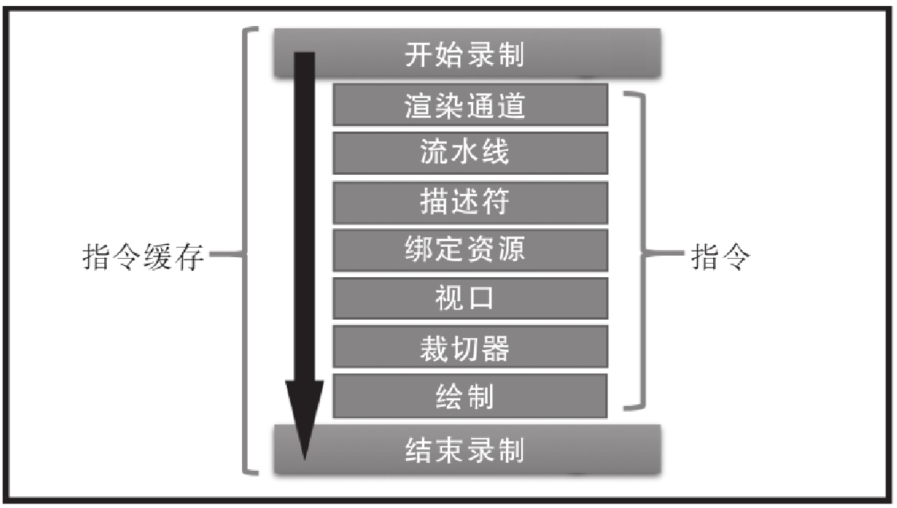 开始录制
渲染通道
流水线
描述符
绑定资源
视口
裁切器
绘制
结束录制
指令缓存
指令